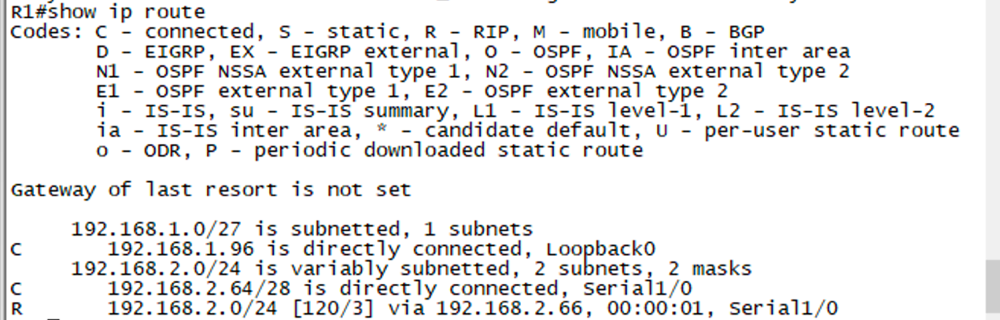 R1#show ip route
Codes: C - connected, S - static, R - RIP, M - mobile, B - BGP
D - EIGRP, EX - EIGRP external, O - OSPF, IA - OSPF inter area
N1 - OSPF NSSA external type 1, N2 - OSPF NSSA external type 2
E1 - OSPF external type 1, E2 - OSPF external type 2
i - IS-IS, su - IS-IS summary, L1 - IS-IS level-1, L2 - IS-IS level-2
ia - IS-IS inter area, * - candidate default, U - per-user static route
o - ODR, P - periodic downloaded static route
Gateway of last resort is not set
192.168.1.0/27 is subnetted, 1 subnets
C 192.168.1.96 is directly connected, Loopback0
192.168.2.0/24 is variably subnetted, 2 subnets, 2 masks
C 192.168.2.64/28 is directly connected, Serial1/0
R 192.168.2.0/24 [120/3] via 192.168.2.66, 00:00:01, Serial1/0